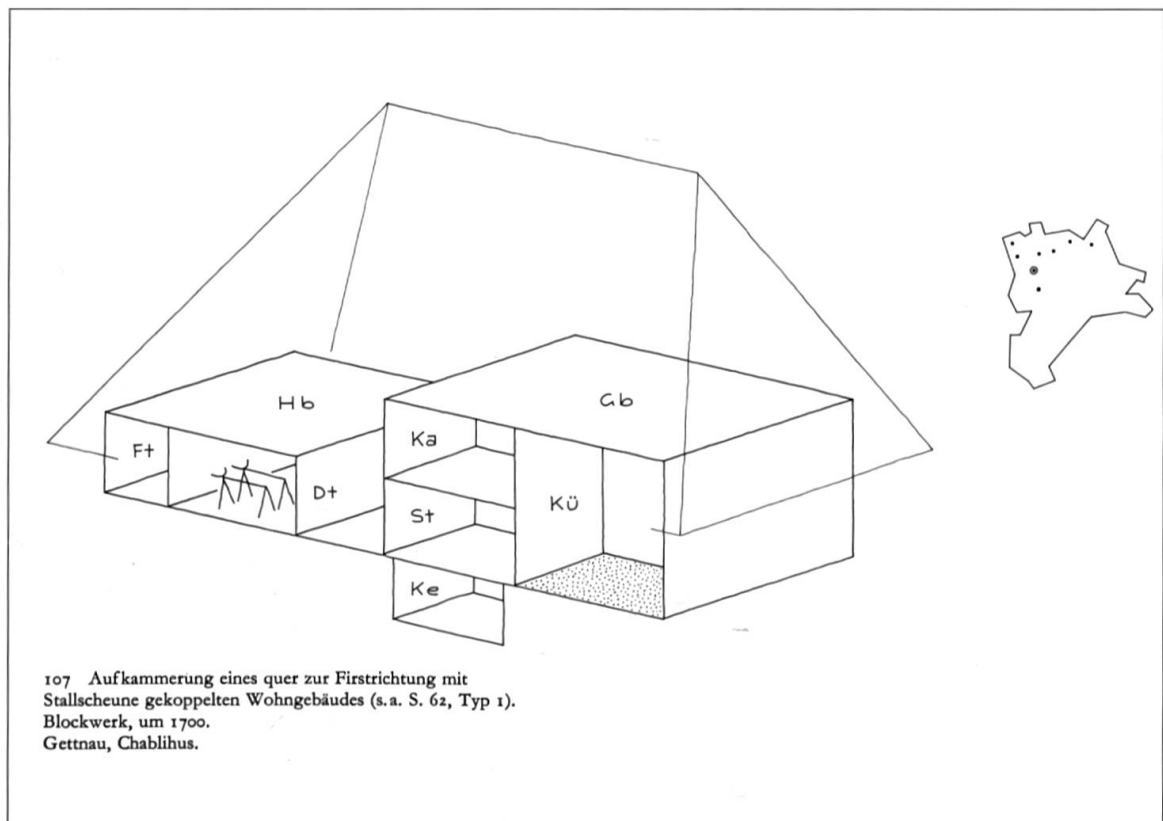 Hb
Gb
Ft
Ka
Dt
St
Kü
Ke
107 Aufkammerung eines quer zur Firstrichtung mit
Stallscheune gekoppelten Wohngebäudes (s. a. S. 62, Typ 1).
Blockwerk, um 1700.
Gettnau, Chablihus.